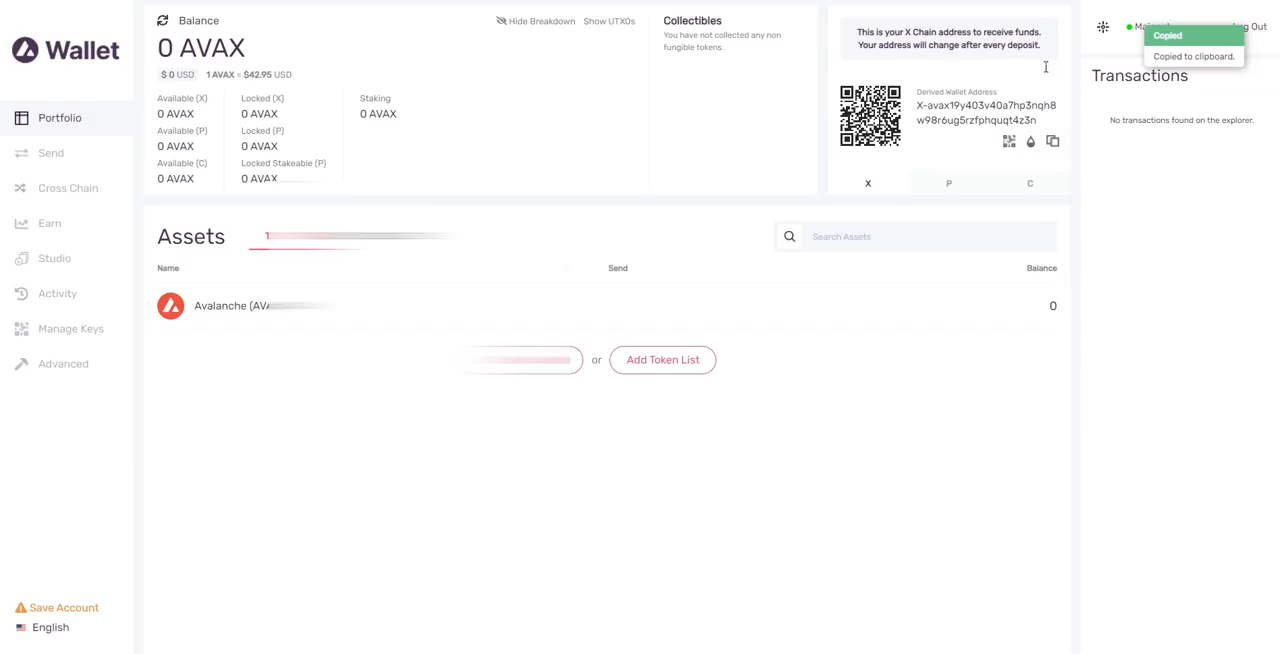 Wallet
Portfolio
Send
Cross Chain
Earn
Studio
Activity
Manage Keys
Advanced
Save Account
English
Balance
Hide Breakdown
Show UTXOs
0 AVAX
$ 0 USD
1 AVAX = $42.95 USD
Available (X)
0 AVAX
Available (P)
0 AVAX
Available (C)
0 AVAX
Locked (X)
0 AVAX
Locked (P)
0 AVAX
Locked Stakeable (P)
0 AVAX
Staking
0 AVAX
Collectibles
You have not collected any non
fungible tokens.
This is your X Chain address to receive funds.
Your address will change after every deposit.
Derived Wallet Address
X-avax19y403v40a7hp3nqh8
w98r6ug5rzfphquqt4z3n
X
P
C
Assets
Search Assets
Name
Send
Balance
Avalanche
0
or
Add Token List
Copied
Copied to clipboard.
Out
Transactions
No transactions found on the explorer.